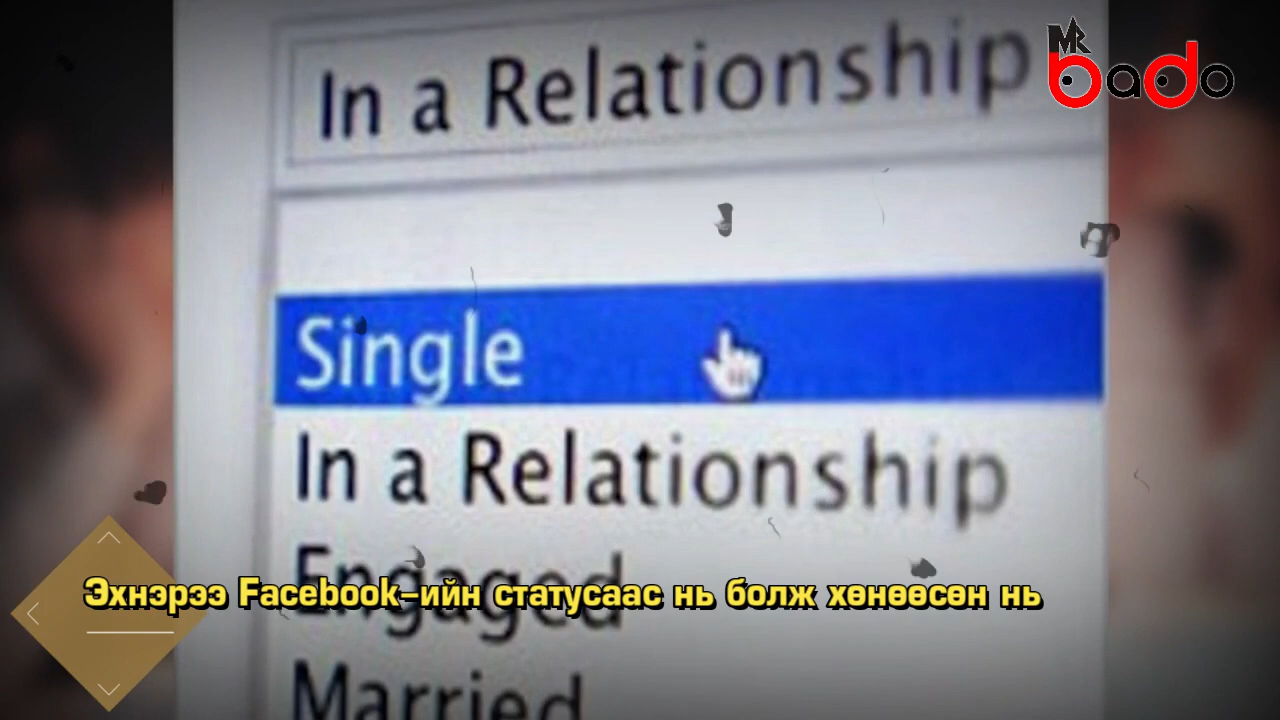 In a Relationship
MR
bado
Single
In a Relationship
Engaged
Эхнэрээ Facebook-ийн статусаас нь болж хөнөөсөн нь
Married